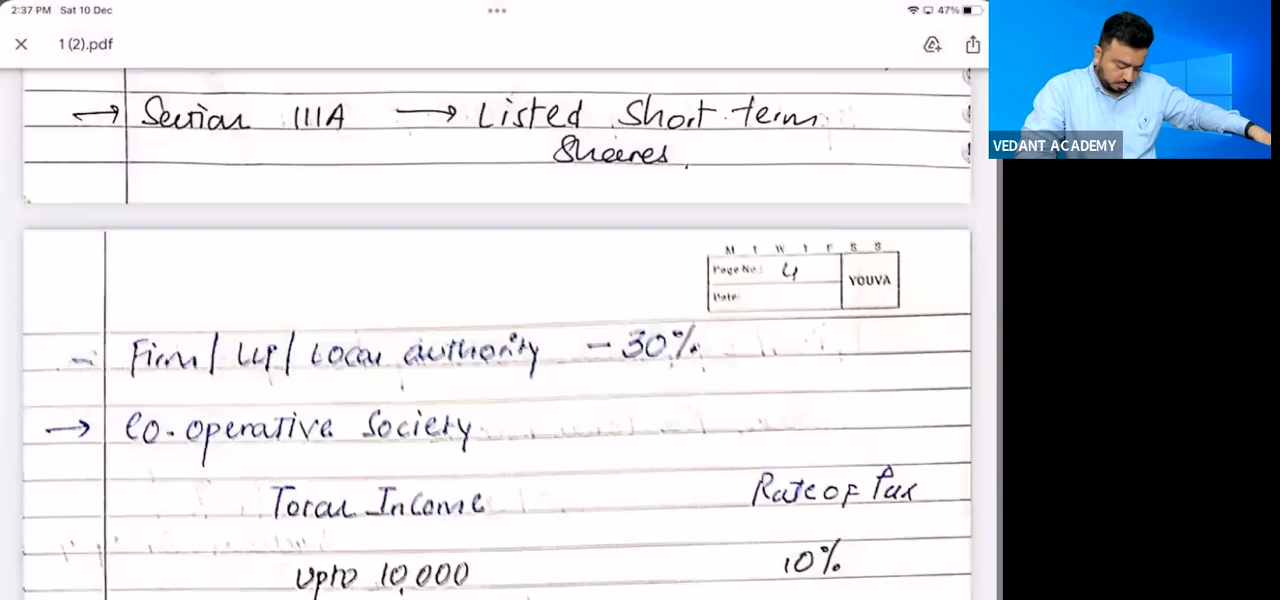 2:37 PM Sat 10 Dec
47%
1 (2).pdf
→ Section 111A → Listed Short term
Shares.
VEDANT ACADEMY
M T W T F S S
Page No.: 4
YOUVA
Date:
→ Firm / LLP / Local authority - 30%
→ Co-operative Society
Total Income Rate of Tax
Upto 10,000 10%